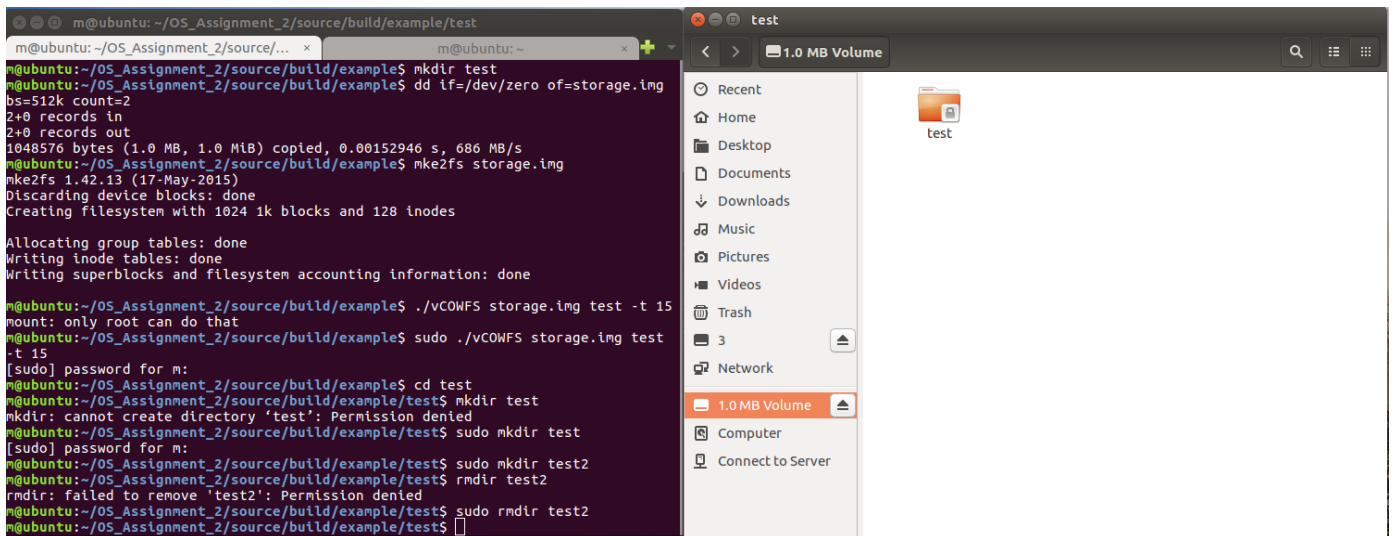 m@ubuntu: ~/OS_Assignment_2/source/build/example/test
m@ubuntu: ~/OS_Assignment_2/source/... ×
m@ubuntu: ~ ×
m@ubuntu:~/OS_Assignment_2/source/build/example$ mkdir test
m@ubuntu:~/OS_Assignment_2/source/build/example$ dd if=/dev/zero of=storage.img
bs=512k count=2
2+0 records in
2+0 records out
1048576 bytes (1.0 MB, 1.0 MiB) copied, 0.00152946 s, 686 MB/s
m@ubuntu:~/OS_Assignment_2/source/build/example$ mke2fs storage.img
mke2fs 1.42.13 (17-May-2015)
Discarding device blocks: done
Creating filesystem with 1024 1k blocks and 128 inodes
Allocating group tables: done
Writing inode tables: done
Writing superblocks and filesystem accounting information: done
m@ubuntu:~/OS_Assignment_2/source/build/example$ ./vCOWFS storage.img test -t 15
mount: only root can do that
m@ubuntu:~/OS_Assignment_2/source/build/example$ sudo ./vCOWFS storage.img test
-t 15
[sudo] password for m:
m@ubuntu:~/OS_Assignment_2/source/build/example$ cd test
m@ubuntu:~/OS_Assignment_2/source/build/example/test$ mkdir test
mkdir: cannot create directory ‘test’: Permission denied
m@ubuntu:~/OS_Assignment_2/source/build/example/test$ sudo mkdir test
[sudo] password for m:
m@ubuntu:~/OS_Assignment_2/source/build/example/test$ sudo mkdir test2
m@ubuntu:~/OS_Assignment_2/source/build/example/test$ rmdir test2
rmdir: failed to remove 'test2': Permission denied
m@ubuntu:~/OS_Assignment_2/source/build/example/test$ sudo rmdir test2
m@ubuntu:~/OS_Assignment_2/source/build/example/test$
test
1.0 MB Volume
Recent
Home
Desktop
Documents
Downloads
Music
Pictures
Videos
Trash
3
Network
1.0 MB Volume
Computer
Connect to Server
test